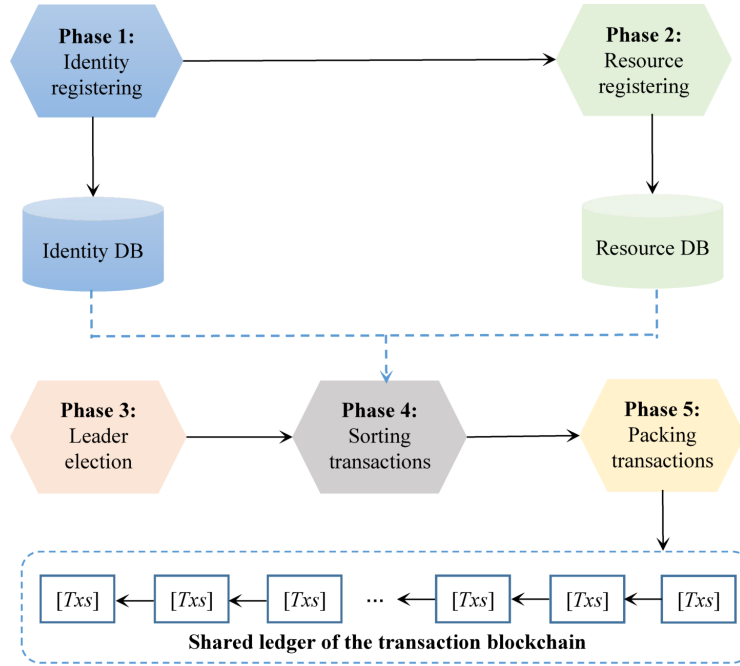 Phase 1:
Identity
registering
Phase 2:
Resource
registering
Identity DB
Resource DB
Phase 3:
Leader
election
Phase 4:
Sorting
transactions
Phase 5:
Packing
transactions
[Txs] [Txs] [Txs] ... [Txs] [Txs] [Txs]
Shared ledger of the transaction blockchain